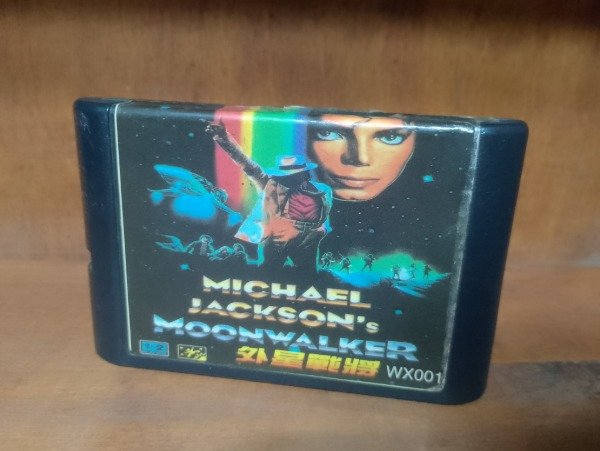 MICHAEL
JACKSON's
MOONWALKER
外星戰將
WX001